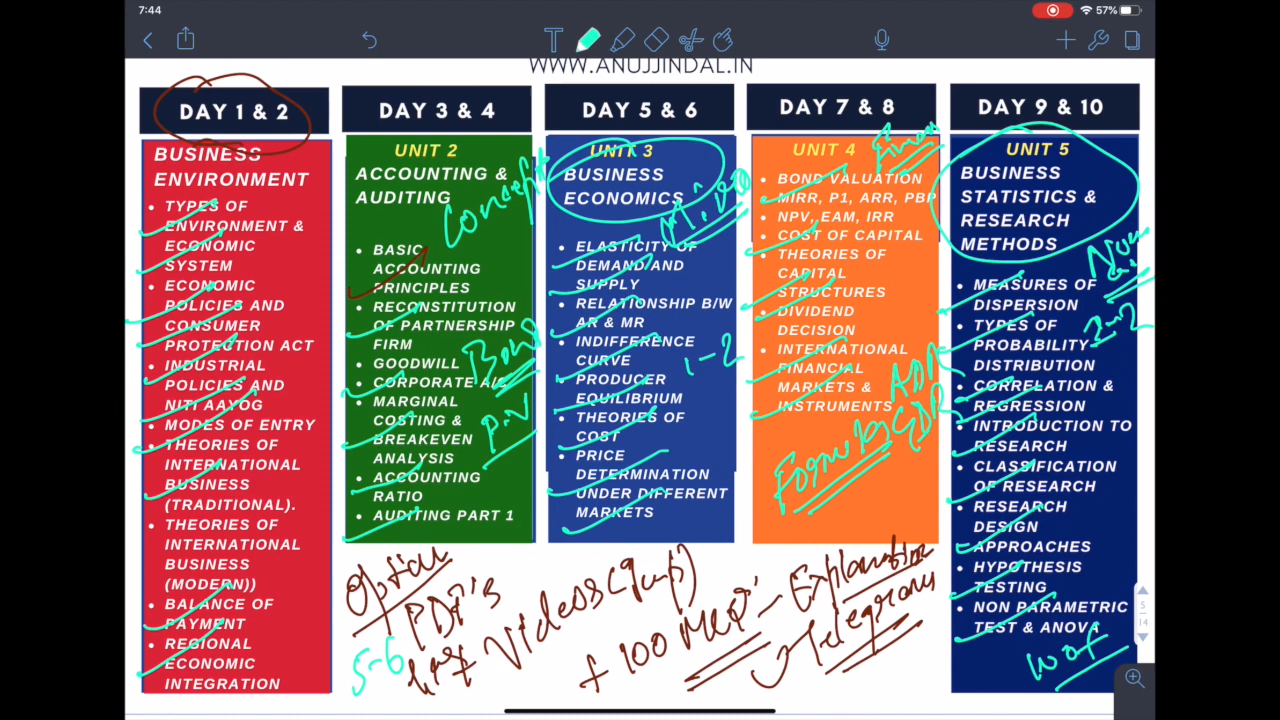 7:44
57%
WWW.ANUJJINDAL.IN
DAY 1 & 2
BUSINESS
ENVIRONMENT
• TYPES OF
ENVIRONMENT &
ECONOMIC
SYSTEM
• ECONOMIC
POLICIES AND
CONSUMER
PROTECTION ACT
• INDUSTRIAL
POLICIES AND
NITI AAYOG
• MODES OF ENTRY
• THEORIES OF
INTERNATIONAL
BUSINESS
(TRADITIONAL).
• THEORIES OF
INTERNATIONAL
BUSINESS
(MODERN))
• BALANCE OF
PAYMENT
• REGIONAL
ECONOMIC
INTEGRATION
DAY 3 & 4
UNIT 2
ACCOUNTING &
AUDITING
Concept
• BASIC
ACCOUNTING
PRINCIPLES
• RECONSTITUTION
OF PARTNERSHIP
FIRM
• GOODWILL
• CORPORATE A/C
• MARGINAL
COSTING &
BREAKEVEN
ANALYSIS
• ACCOUNTING
RATIO
• AUDITING PART 1
P.V
DAY 5 & 6
UNIT 3
BUSINESS
ECONOMICS
Micro
• ELASTICITY OF
DEMAND AND
SUPPLY
• RELATIONSHIP B/W
AR & MR
• INDIFFERENCE
CURVE
1-2
• PRODUCER
EQUILIBRIUM
• THEORIES OF
COST
• PRICE
DETERMINATION
UNDER DIFFERENT
MARKETS
DAY 7 & 8
UNIT 4
• BOND VALUATION
• MIRR, P1, ARR, PBP
• NPV, EAM, IRR
• COST OF CAPITAL
• THEORIES OF
CAPITAL
STRUCTURES
• DIVIDEND
DECISION
• INTERNATIONAL
FINANCIAL
MARKETS &
INSTRUMENTS
ADR
GDR
Formulas
DAY 9 & 10
UNIT 5
BUSINESS
STATISTICS &
RESEARCH
METHODS
• MEASURES OF
DISPERSION
• TYPES OF
PROBABILITY
DISTRIBUTION
• CORRELATION &
REGRESSION
• INTRODUCTION TO
RESEARCH
• CLASSIFICATION
OF RESEARCH
• RESEARCH
DESIGN
• APPROACHES
• HYPOTHESIS
TESTING
• NON PARAMETRIC
TEST & ANOVA
PDF's
5-6
Videos
+ 100 MCQ's - Explanation
Telegram
5
14